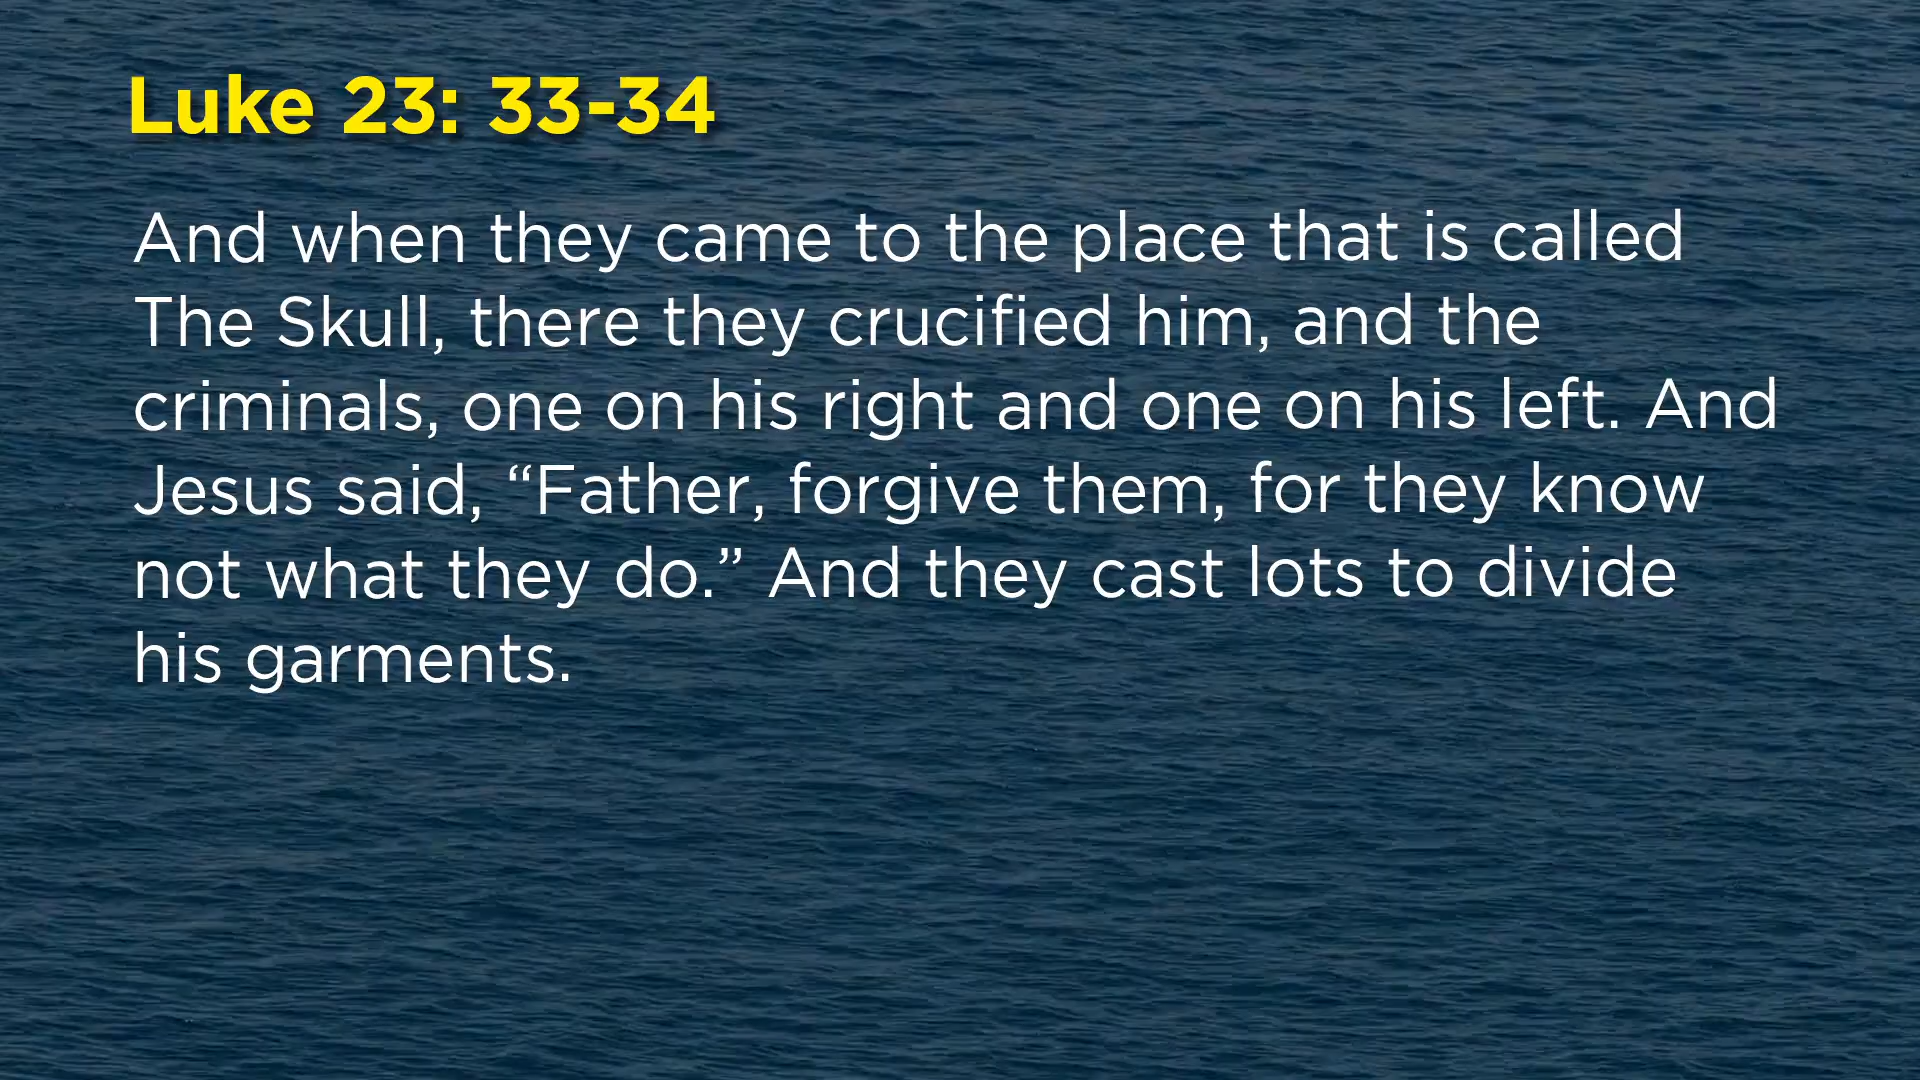 Luke 23: 33-34
And when they came to the place that is called
The Skull, there they crucified him, and the
criminals, one on his right and one on his left. And
Jesus said, “Father, forgive them, for they know
not what they do.” And they cast lots to divide
his garments.